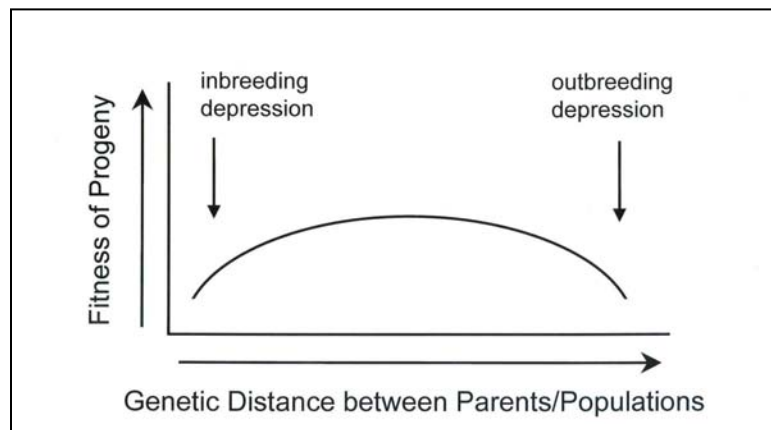 inbreeding
depression
outbreeding
depression
Fitness of Progeny
Genetic Distance between Parents/Populations